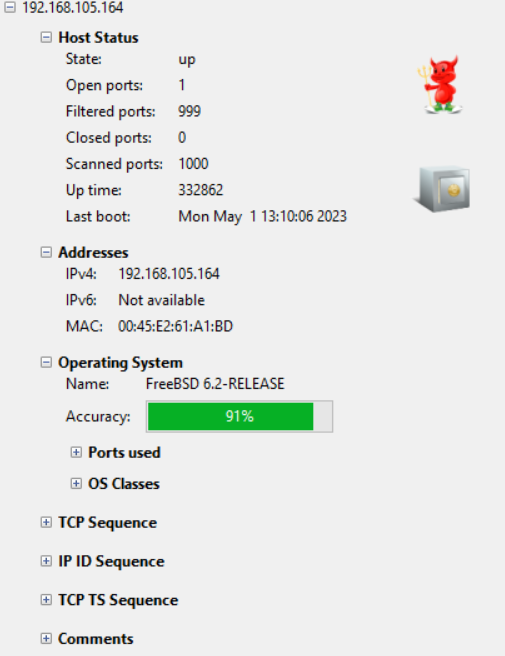 192.168.105.164
Host Status
State: up
Open ports: 1
Filtered ports: 999
Closed ports: 0
Scanned ports: 1000
Up time: 332862
Last boot: Mon May 1 13:10:06 2023
Addresses
IPv4: 192.168.105.164
IPv6: Not available
MAC: 00:45:E2:61:A1:BD
Operating System
Name: FreeBSD 6.2-RELEASE
Accuracy: 91%
Ports used
OS Classes
TCP Sequence
IP ID Sequence
TCP TS Sequence
Comments